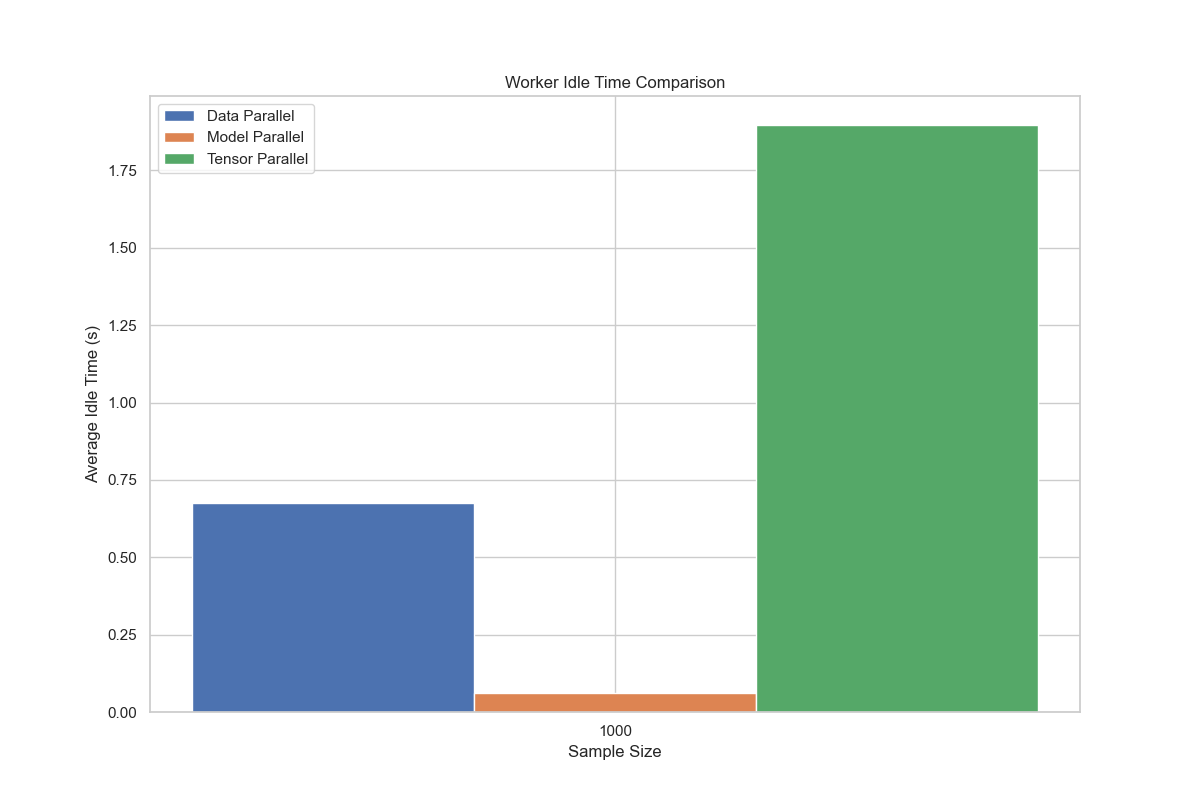 Worker Idle Time Comparison
Data Parallel
Model Parallel
Tensor Parallel
Average Idle Time (s)
1.75
1.50
1.25
1.00
0.75
0.50
0.25
0.00
1000
Sample Size